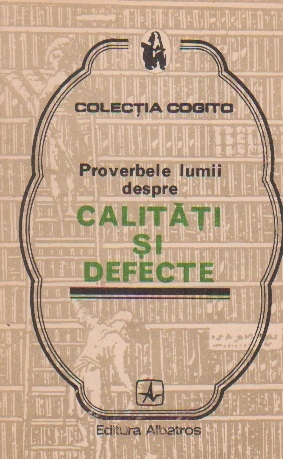 COLECȚIA COGITO
Proverbele lumii
despre
CALITĂȚI
ȘI
DEFECTE
Editura Albatros